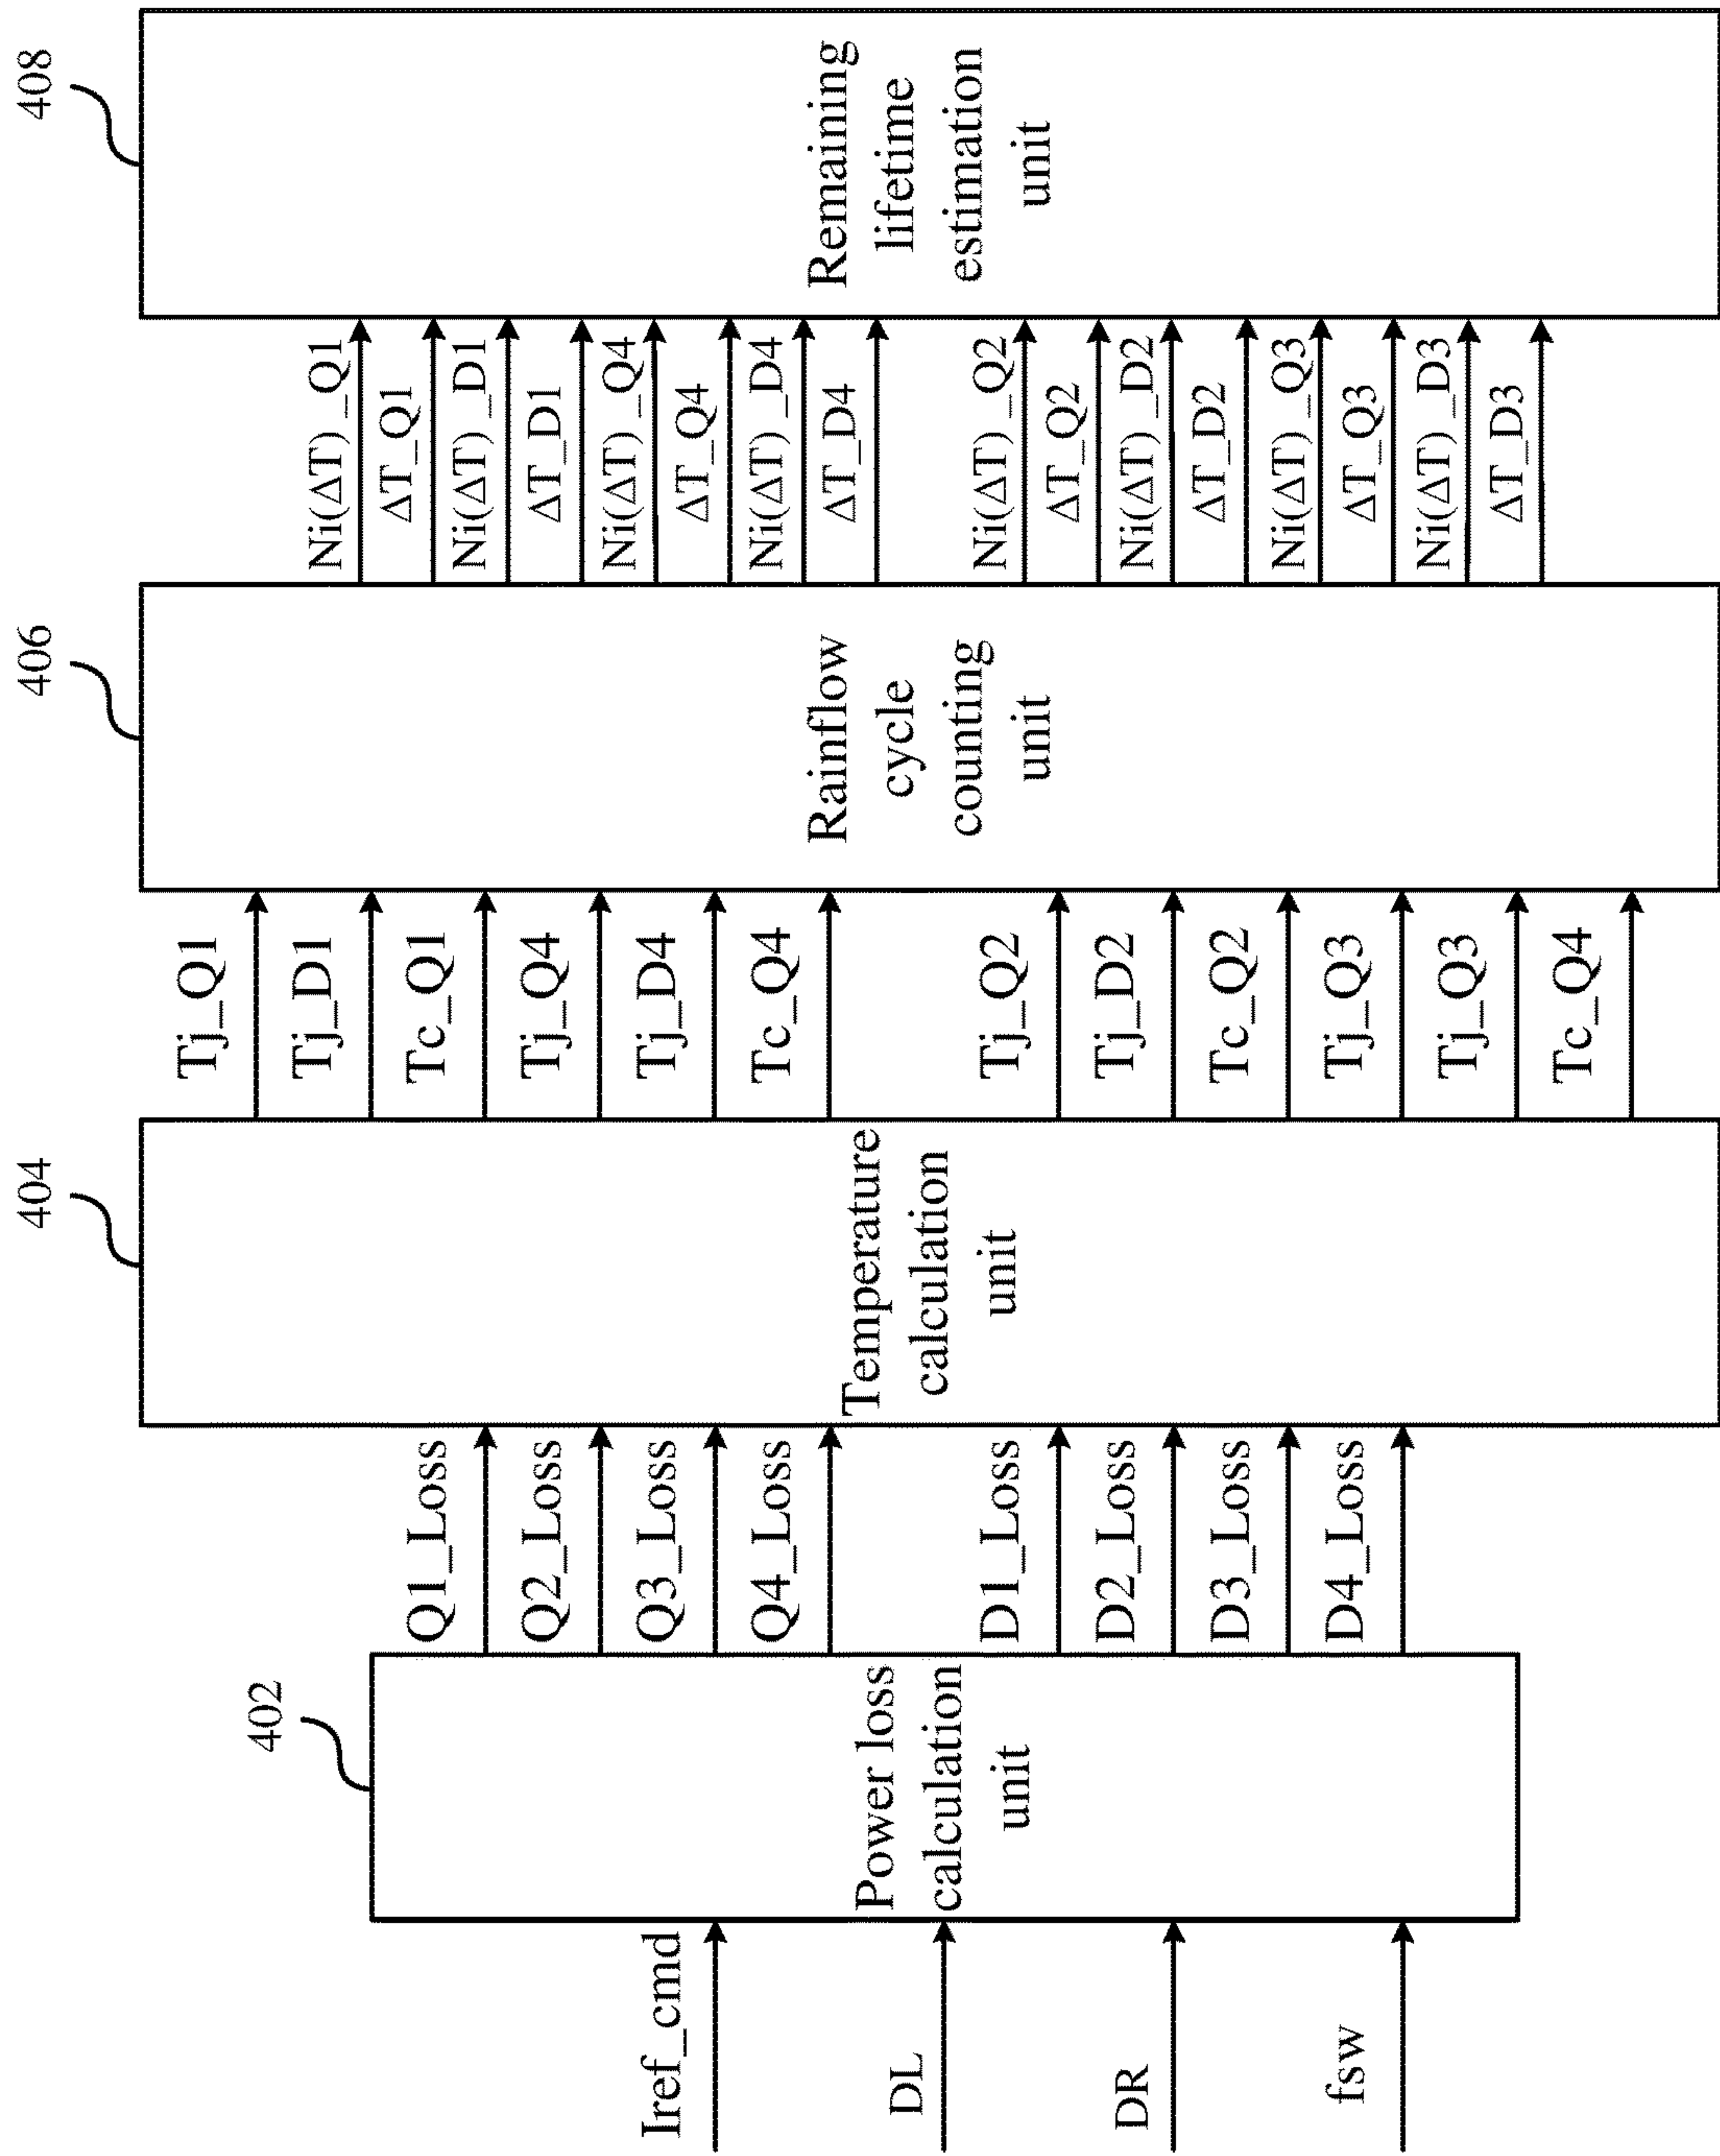 402
404
406
408
Iref_cmd
DL
DR
fsw
Power loss
calculation
unit
Q1_Loss
Q2_Loss
Q3_Loss
Q4_Loss
D1_Loss
D2_Loss
D3_Loss
D4_Loss
Temperature
calculation
unit
Tj_Q1
Tj_D1
Tc_Q1
Tj_Q4
Tj_D4
Tc_Q4
Tj_Q2
Tj_D2
Tc_Q2
Tj_Q3
Tj_Q3
Tc_Q4
Rainflow
cycle
counting
unit
Ni(ΔT)_Q1
ΔT_Q1
Ni(ΔT)_D1
ΔT_D1
Ni(ΔT)_Q4
ΔT_Q4
Ni(ΔT)_D4
ΔT_D4
Ni(ΔT)_Q2
ΔT_Q2
Ni(ΔT)_D2
ΔT_D2
Ni(ΔT)_Q3
ΔT_Q3
Ni(ΔT)_D3
ΔT_D3
Remaining
lifetime
estimation
unit